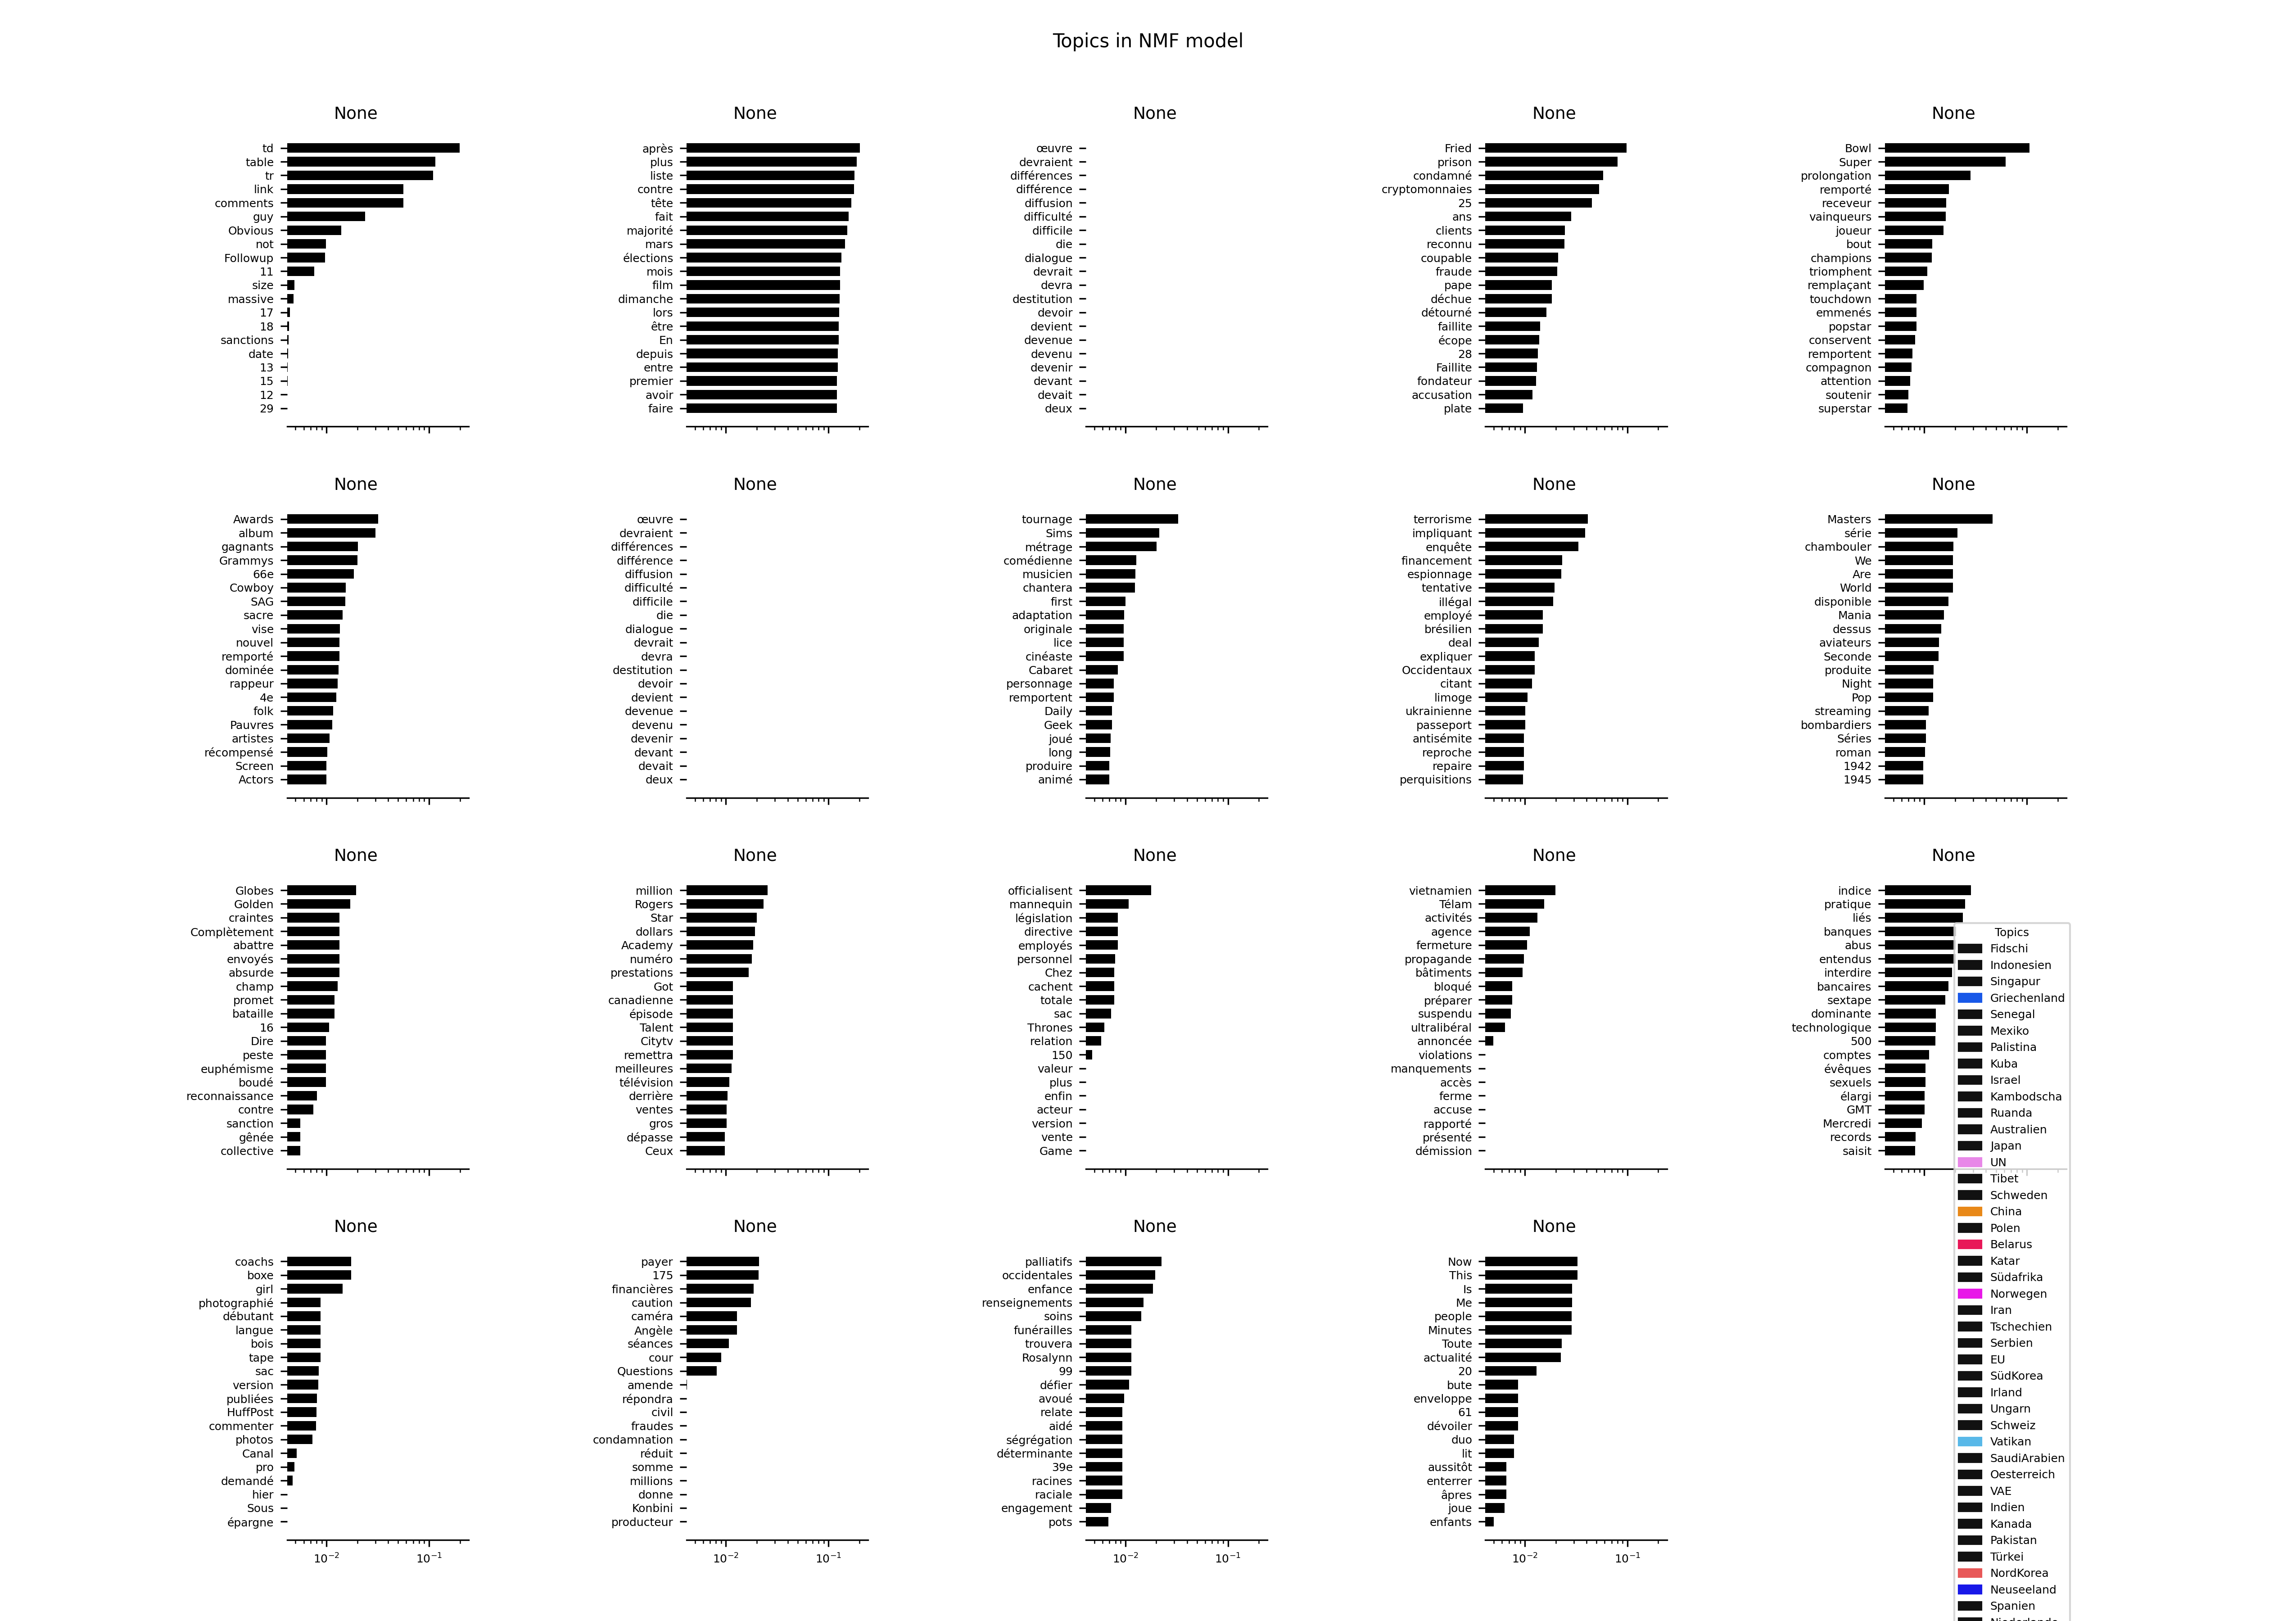 Topics in NMF model
None
td
table
tr
link
comments
guy
Obvious
not
Followup
11
size
massive
17
18
sanctions
date
13
15
12
29
None
après
plus
liste
contre
tête
fait
majorité
mars
élections
mois
film
dimanche
lors
être
En
depuis
entre
premier
avoir
faire
None
œuvre
devraient
différences
différence
diffusion
difficulté
difficile
die
dialogue
devrait
devra
destitution
devoir
devient
devenue
devenu
devenir
devant
devait
deux
None
Fried
prison
condamné
cryptomonnaies
25
ans
clients
reconnu
coupable
fraude
pape
déchue
détourné
faillite
écope
28
Faillite
fondateur
accusation
plate
None
Bowl
Super
prolongation
remporté
receveur
vainqueurs
joueur
bout
champions
triomphent
remplaçant
touchdown
emmenés
popstar
conservent
remportent
compagnon
attention
soutenir
superstar
None
Awards
album
gagnants
Grammys
66e
Cowboy
SAG
sacre
vise
nouvel
remporté
dominée
rappeur
4e
folk
Pauvres
artistes
récompensé
Screen
Actors
None
œuvre
devraient
différences
différence
diffusion
difficulté
difficile
die
dialogue
devrait
devra
destitution
devoir
devient
devenue
devenu
devenir
devant
devait
deux
None
tournage
Sims
métrage
comédienne
musicien
chantera
first
adaptation
originale
lice
cinéaste
Cabaret
personnage
remportent
Daily
Geek
joué
long
produire
animé
None
terrorisme
impliquant
enquête
financement
espionnage
tentative
illégal
employé
brésilien
deal
expliquer
Occidentaux
citant
limoge
ukrainienne
passeport
antisémite
reproche
repaire
perquisitions
None
Masters
série
chambouler
We
Are
World
disponible
Mania
dessus
aviateurs
Seconde
produite
Night
Pop
streaming
bombardiers
Séries
roman
1942
1945
None
Globes
Golden
craintes
Complètement
abattre
envoyés
absurde
champ
promet
bataille
16
Dire
peste
euphémisme
boudé
reconnaissance
contre
sanction
gênée
collective
None
million
Rogers
Star
dollars
Academy
numéro
prestations
Got
canadienne
épisode
Talent
Citytv
remettra
meilleures
télévision
derrière
ventes
gros
dépasse
Ceux
None
officialisent
mannequin
législation
directive
employés
personnel
Chez
cachent
totale
sac
Thrones
relation
150
valeur
plus
enfin
acteur
version
vente
Game
None
vietnamien
Télam
activités
agence
fermeture
propagande
bâtiments
bloqué
préparer
suspendu
ultralibéral
annoncée
violations
manquements
accès
ferme
accuse
rapporté
présenté
démission
None
indice
pratique
liés
banques
abus
entendus
interdire
bancaires
sextape
dominante
technologique
500
comptes
évêques
sexuels
élargi
GMT
Mercredi
records
saisit
None
coachs
boxe
girl
photographié
débutant
langue
bois
tape
sac
version
publiées
HuffPost
commenter
photos
Canal
pro
demandé
hier
Sous
épargne
10⁻² 10⁻¹
None
payer
175
financières
caution
caméra
Angèle
séances
cour
Questions
amende
répondra
civil
fraudes
condamnation
réduit
somme
millions
donne
Konbini
producteur
10⁻² 10⁻¹
None
palliatifs
occidentales
enfance
renseignements
soins
funérailles
trouvera
Rosalynn
99
défier
avoué
relate
aidé
ségrégation
déterminante
39e
racines
raciale
engagement
pots
10⁻² 10⁻¹
None
Now
This
Is
Me
people
Minutes
Toute
actualité
20
bute
enveloppe
61
dévoiler
duo
lit
aussitôt
enterrer
âpres
joue
enfants
10⁻² 10⁻¹
Topics
Fidschi
Indonesien
Singapur
Griechenland
Senegal
Mexiko
Palistina
Kuba
Israel
Kambodscha
Ruanda
Australien
Japan
UN
Tibet
Schweden
China
Polen
Belarus
Katar
Südafrika
Norwegen
Iran
Tschechien
Serbien
EU
SüdKorea
Irland
Ungarn
Schweiz
Vatikan
SaudiArabien
Oesterreich
VAE
Indien
Kanada
Pakistan
Türkei
NordKorea
Neuseeland
Spanien